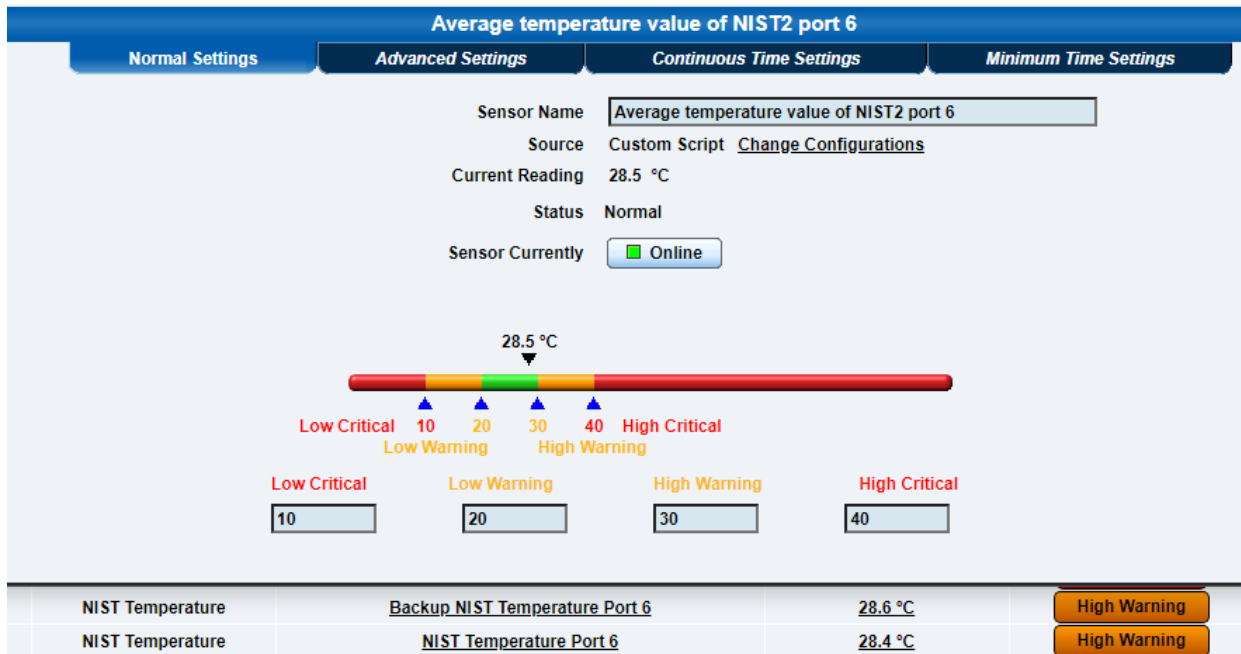 Average temperature value of NIST2 port 6
Normal Settings Advanced Settings Continuous Time Settings Minimum Time Settings
Sensor Name Average temperature value of NIST2 port 6
Source Custom Script Change Configurations
Current Reading 28.5 °C
Status Normal
Sensor Currently Online
28.5 °C
Low Critical 10 20 30 40 High Critical
Low Warning High Warning
Low Critical Low Warning High Warning High Critical
10 20 30 40
NIST Temperature Backup NIST Temperature Port 6 28.6 °C High Warning
NIST Temperature NIST Temperature Port 6 28.4 °C High Warning